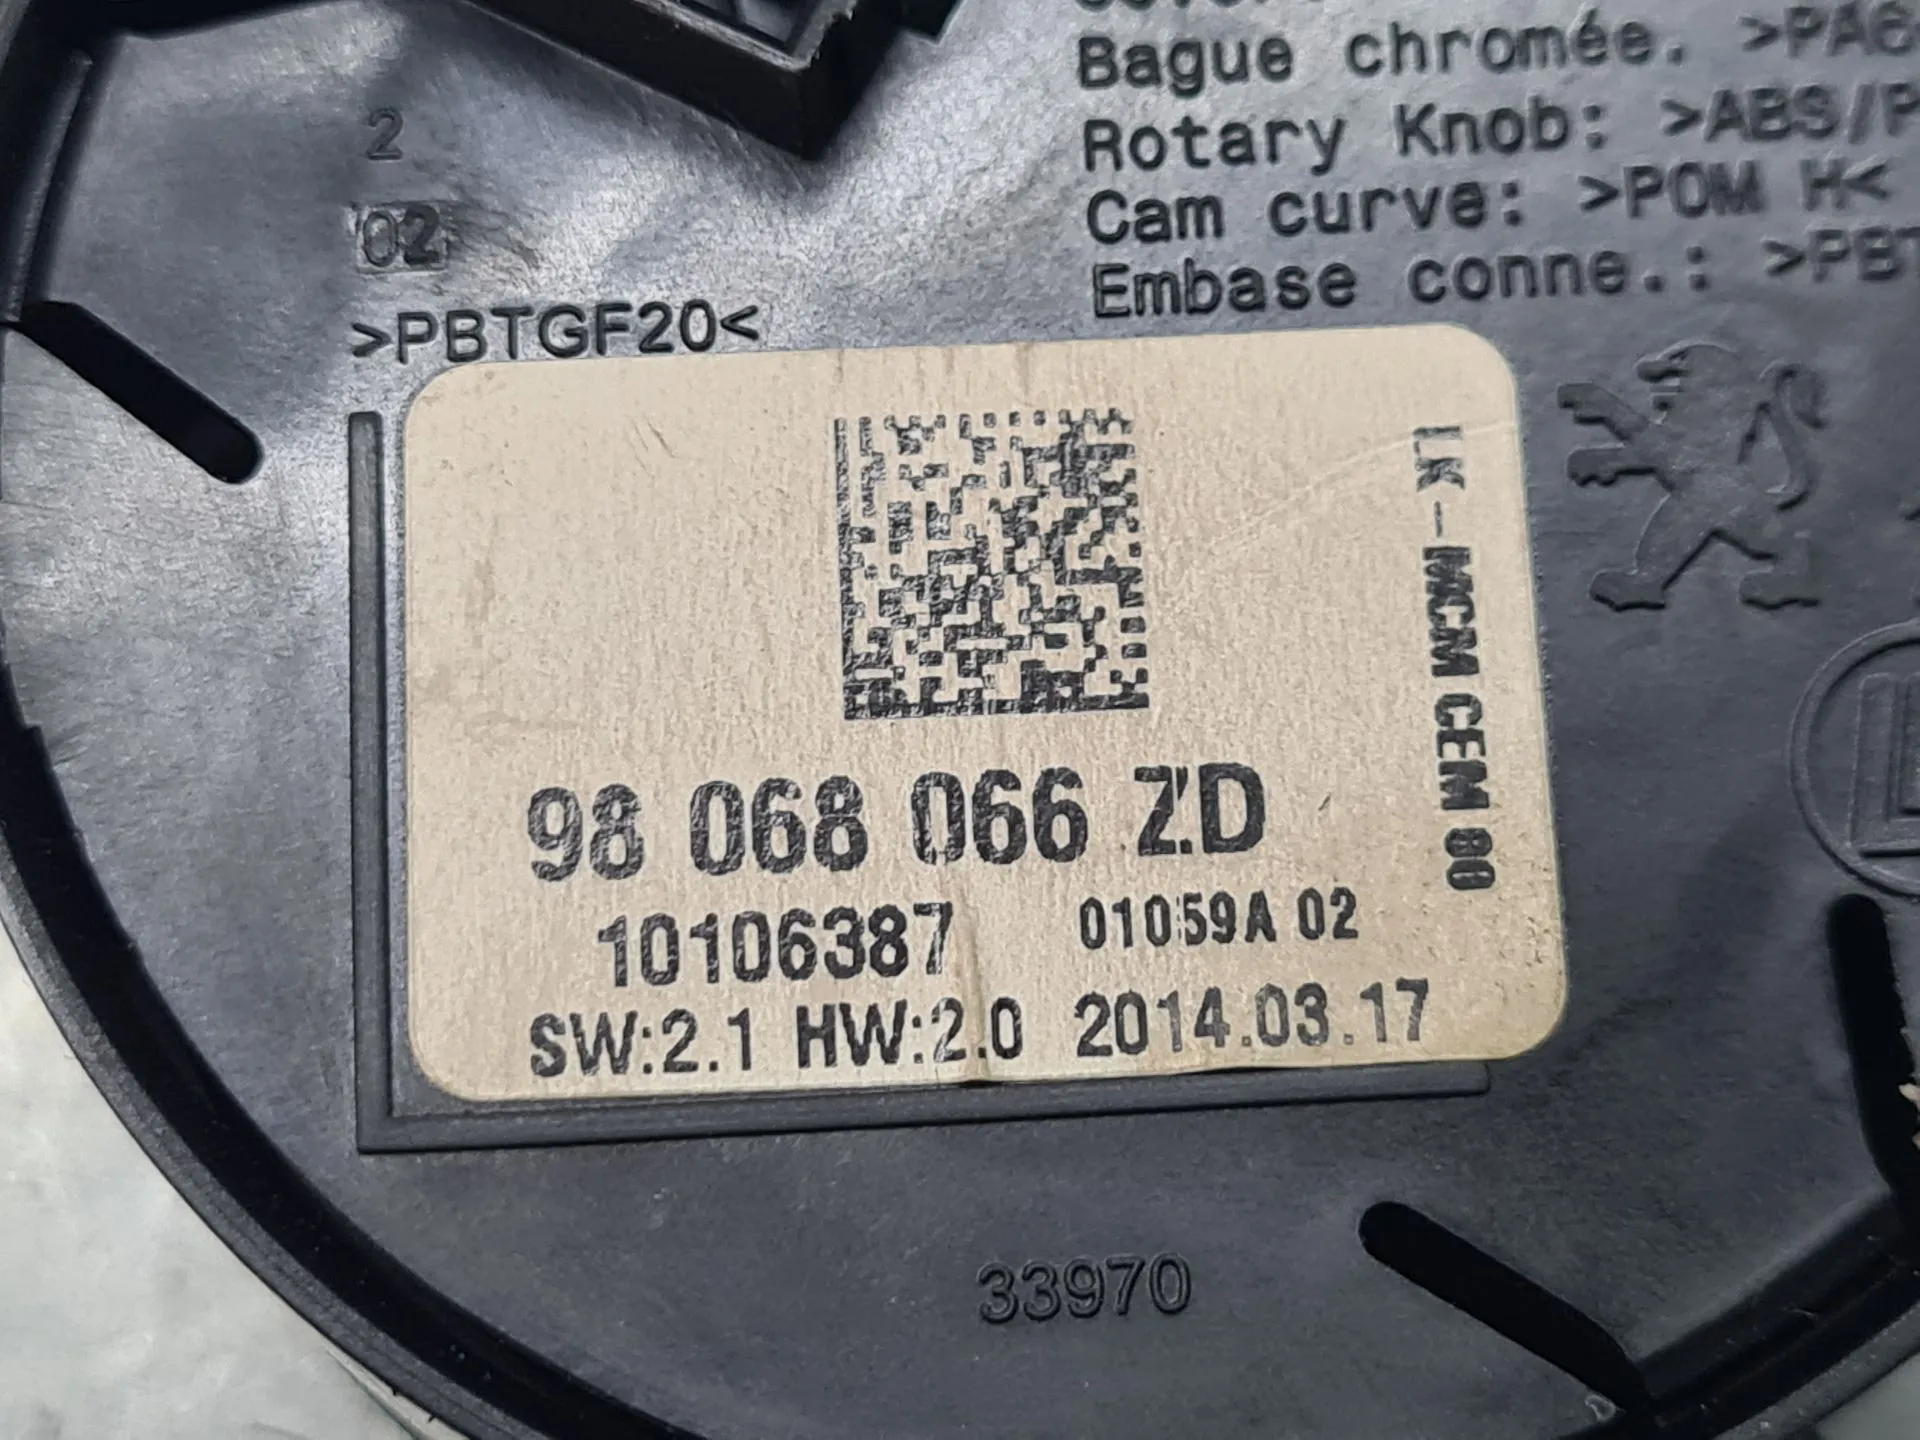 Bague chromée. >PA6
Rotary Knob: >ABS/P
Cam curve: >POM H<
Embase conne.: >PBT
2
02
>PBTGF20<
LK-MCM CEM 80
98 068 066 ZD
10106387 01059A 02
SW:2.1 HW:2.0 2014.03.17
33970